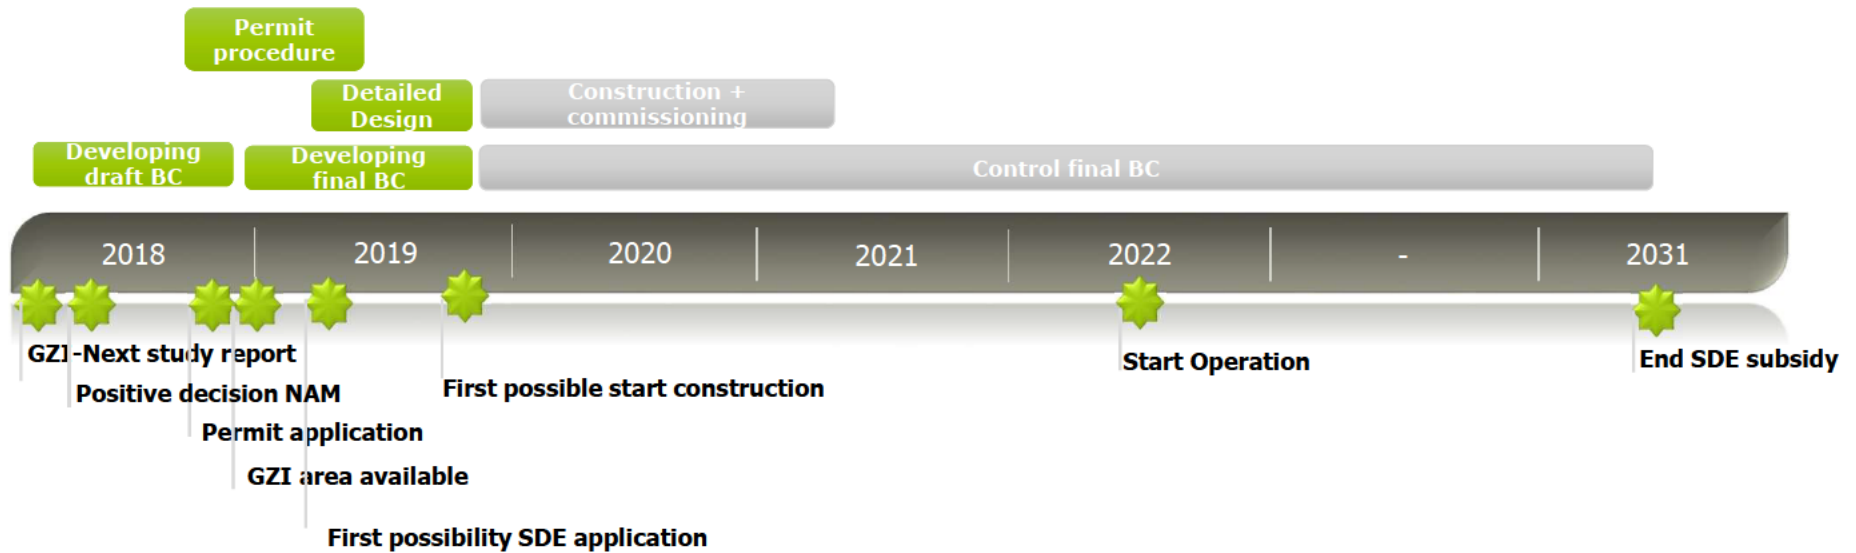 Permit
procedure
Detailed
Design
Construction +
commissioning
Developing
draft BC
Developing
final BC
Control final BC
2018
2019
2020
2021
2022
-
2031
GZI-Next study report
Positive decision NAM
Permit application
GZI area available
First possibility SDE application
First possible start construction
Start Operation
End SDE subsidy